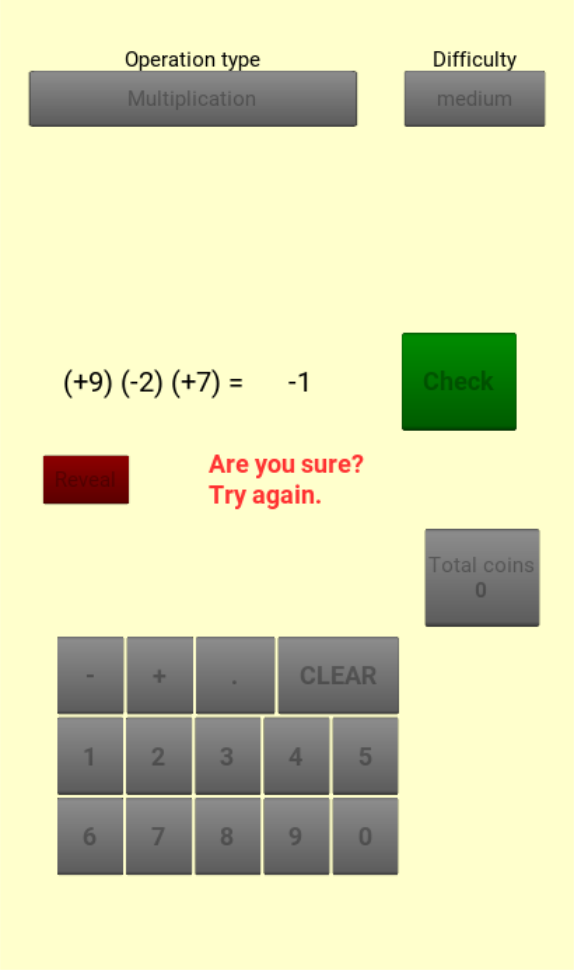 Operation type
Difficulty
Multiplication
medium
(+9) (-2) (+7) = -1
Check
Reveal
Are you sure?
Try again.
Total coins
0
- + . CLEAR
1 2 3 4 5
6 7 8 9 0